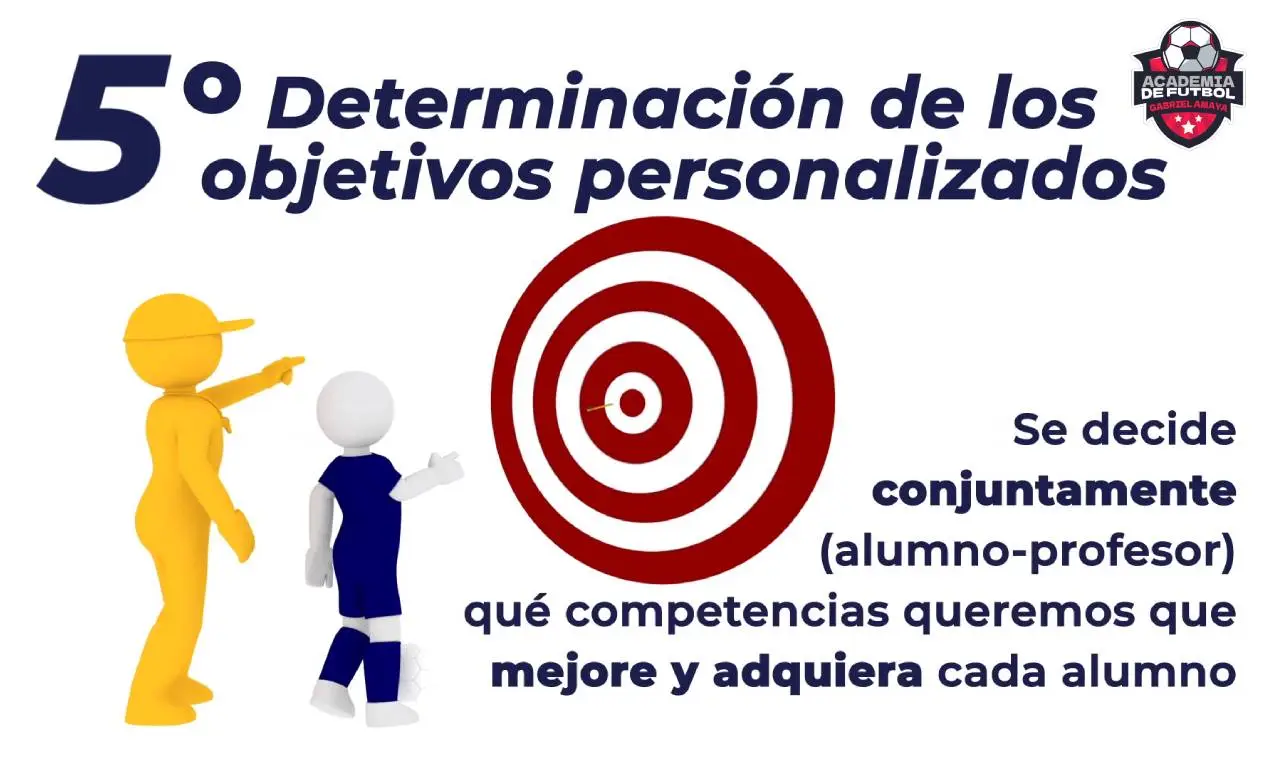 5º Determinación de los
objetivos personalizados
ACADEMIA
DE FUTBOL
GABRIEL AMAYA
Se decide
conjuntamente
(alumno-profesor)
qué competencias queremos que
mejore y adquiera cada alumno